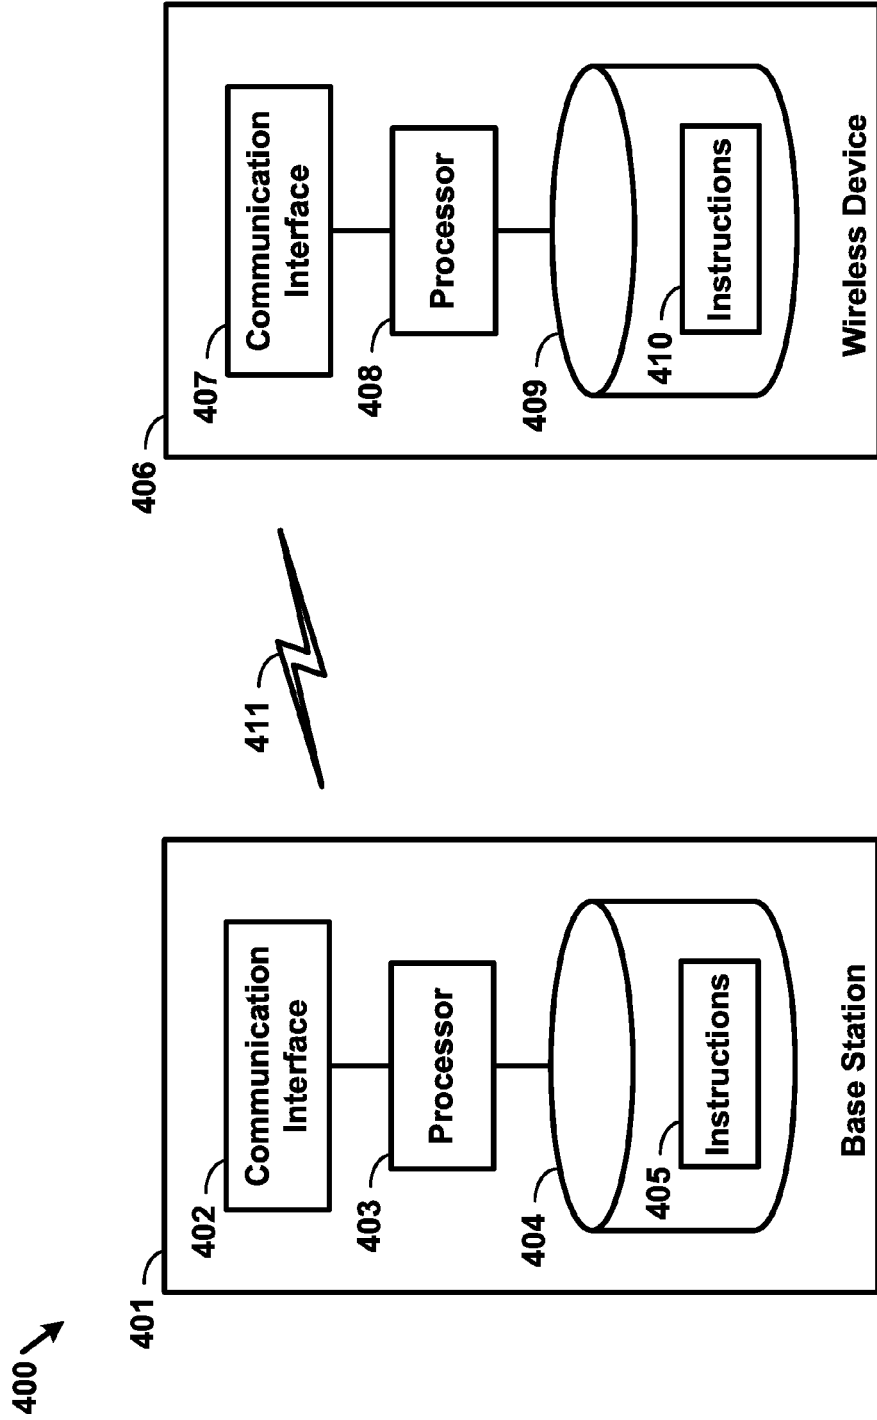 400
401
402
Communication
Interface
403
Processor
404
405
Instructions
Base Station
411
406
407
Communication
Interface
408
Processor
409
410
Instructions
Wireless Device